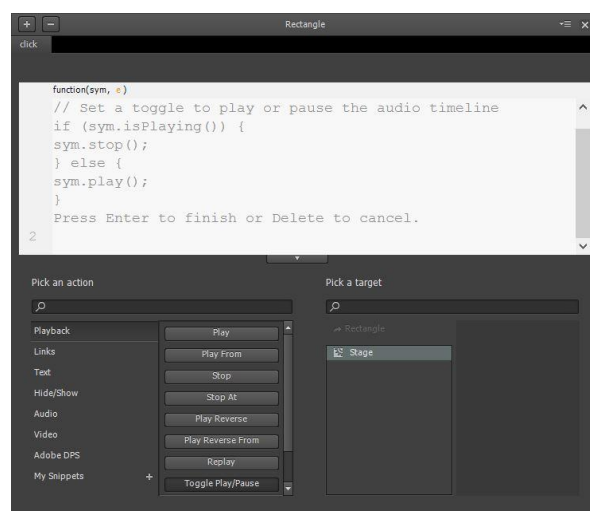 + − Rectangle x
click
function(sym, e)
// Set a toggle to play or pause the audio timeline
if (sym.isPlaying()) {
sym.stop();
} else {
sym.play();
}
Press Enter to finish or Delete to cancel.
2
Pick an action
Pick a target
Playback
Links
Text
Hide/Show
Audio
Video
Adobe DPS
My Snippets +
Play
Play From
Stop
Stop At
Play Reverse
Play Reverse From
Replay
Toggle Play/Pause
Rectangle
Stage